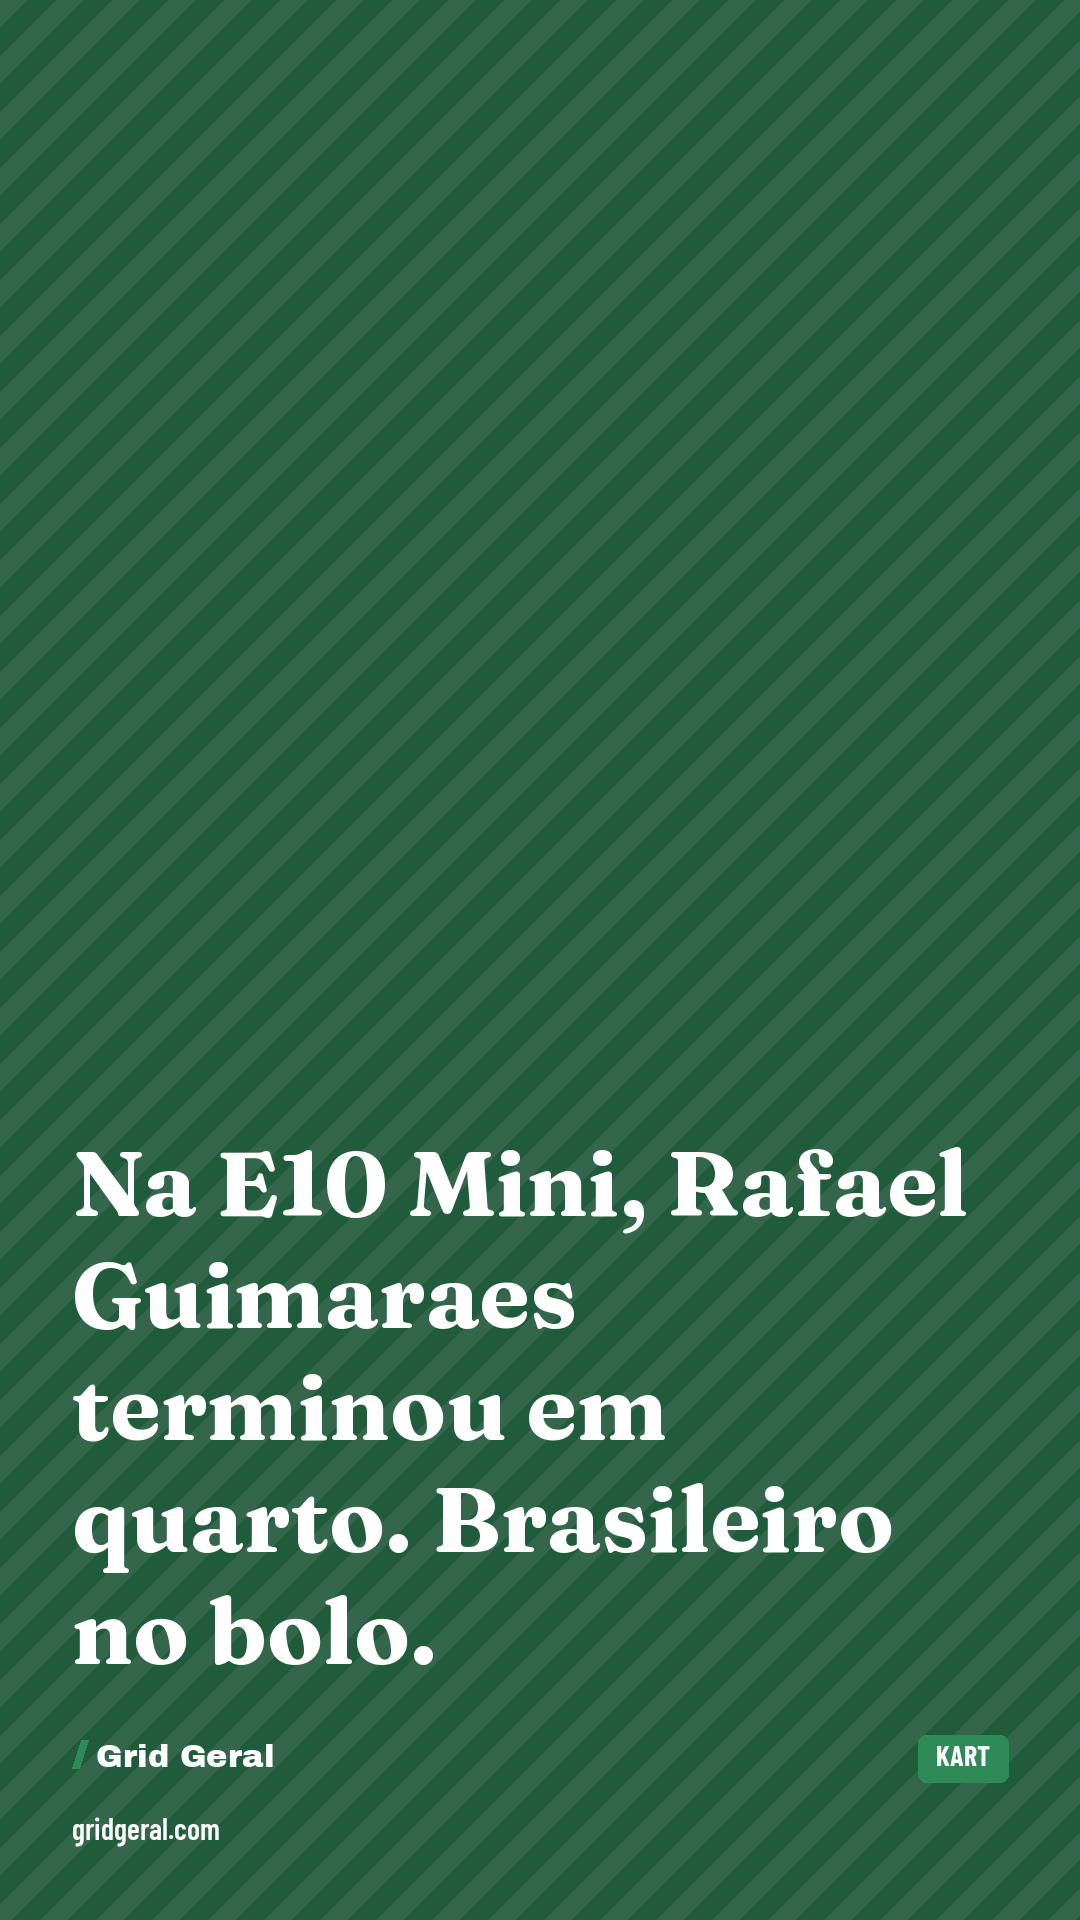 Na E10 Mini, Rafael
Guimaraes
terminou em
quarto. Brasileiro
no bolo.
Grid Geral
KART
gridgeral.com